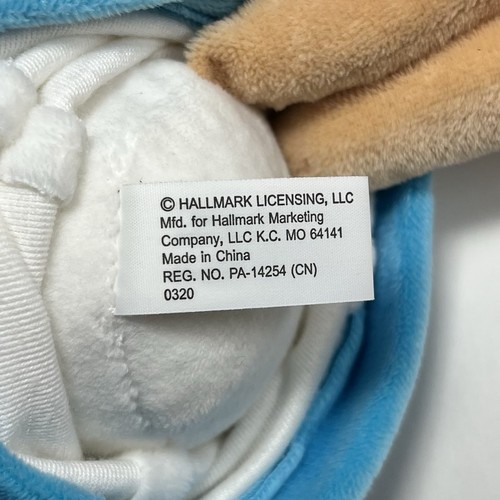 © HALLMARK LICENSING, LLC
Mfd. for Hallmark Marketing
Company, LLC K.C. MO 64141
Made in China
REG. NO. PA-14254 (CN)
0320